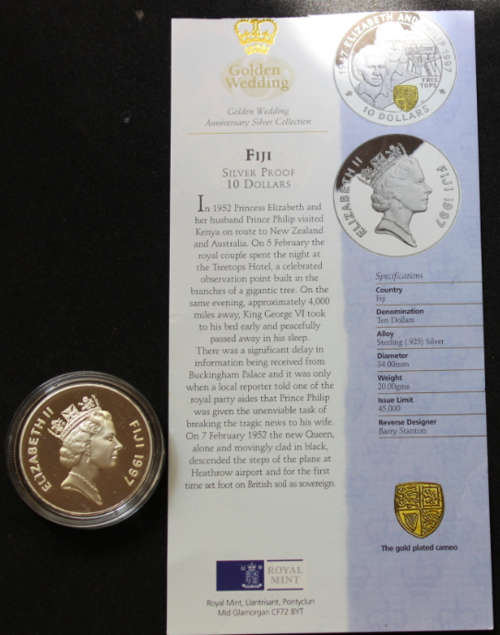 Golden
Wedding
Golden Wedding
Anniversary Silver Collection
FIJI
SILVER PROOF
10 DOLLARS
In 1952 Princess Elizabeth and
her husband Prince Philip visited
Kenya on route to New Zealand
and Australia. On 5 February the
royal couple spent the night at
the Treetops Hotel, a celebrated
observation point built in the
branches of a gigantic tree. On the
same evening, approximately 4,000
miles away, King George VI took
to his bed early and peacefully
passed away in his sleep.
There was a significant delay in
information being received from
Buckingham Palace and it was only
when a local reporter told one of the
royal party aides that Prince Philip
was given the unenviable task of
breaking the tragic news to his wife.
On 7 February 1952 the new Queen,
alone and movingly clad in black,
descended the steps of the plane at
Heathrow airport and for the first
time set foot on British soil as sovereign
ROYAL
MINT
Royal Mint, Llantrisant, Pontyclun
Mid Glamorgan CF72 8YT
1947 ELIZABETH AND 1997
TREE
TOPS
10 DOLLARS
ELIZABETH II FIJI 1997
Specifications
Country
Fiji
Denomination
Ten Dollars
Alloy
Sterling (.925) Silver
Diameter
34.00mm
Weight
20.00gms
Issue Limit
45,000
Reverse Designer
Barry Stanton
The gold plated cameo
ELIZABETH II FIJI 1997